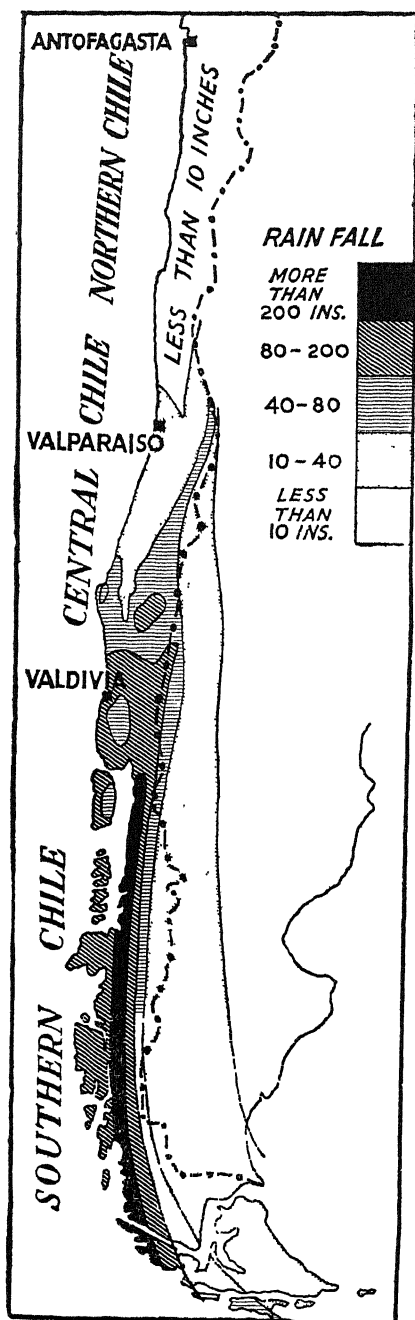 ANTOFAGASTA
NORTHERN CHILE
LESS THAN 10 INCHES
RAIN FALL
MORE
THAN
200 INS.
80-200
40-80
10-40
LESS
THAN
10 INS.
CENTRAL CHILE
VALPARAISO
VALDIVIA
SOUTHERN CHILE